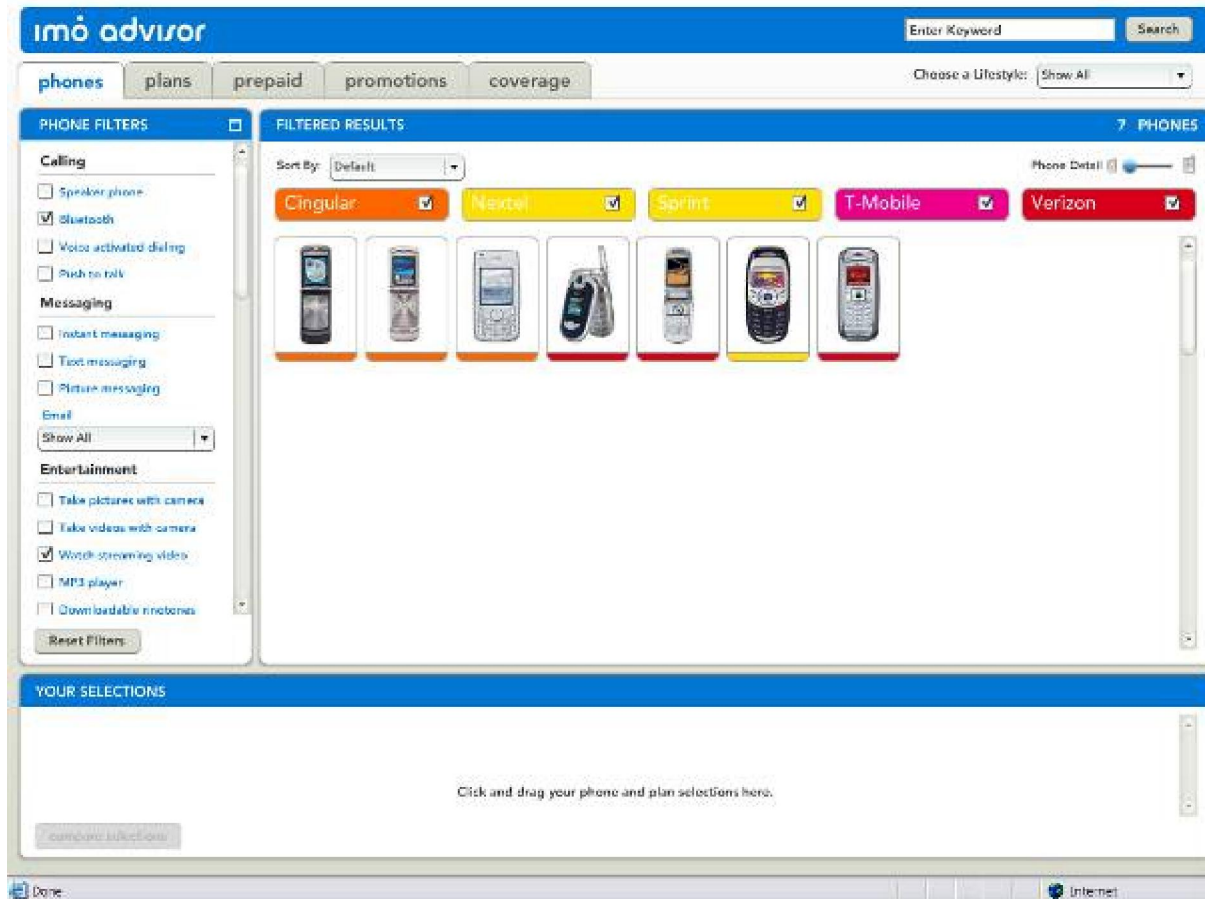 imo advisor
Enter Keyword
Search
phones
plans
prepaid
promotions
coverage
Choose a Lifestyle:
Show All
PHONE FILTERS
FILTERED RESULTS
7 PHONES
Calling
Speaker phone
Bluetooth
Voice activated dialing
Push to talk
Messaging
Instant messaging
Text messaging
Picture messaging
Email
Show All
Entertainment
Take pictures with camera
Take videos with camera
Watch streaming video
MP3 player
Downloadable ringtones
Reset Filters
Sort By:
Default
Phone Detail
Cingular
Nextel
Sprint
T-Mobile
Verizon
YOUR SELECTIONS
Click and drag your phone and plan selections here.
compare selections
Done
Internet